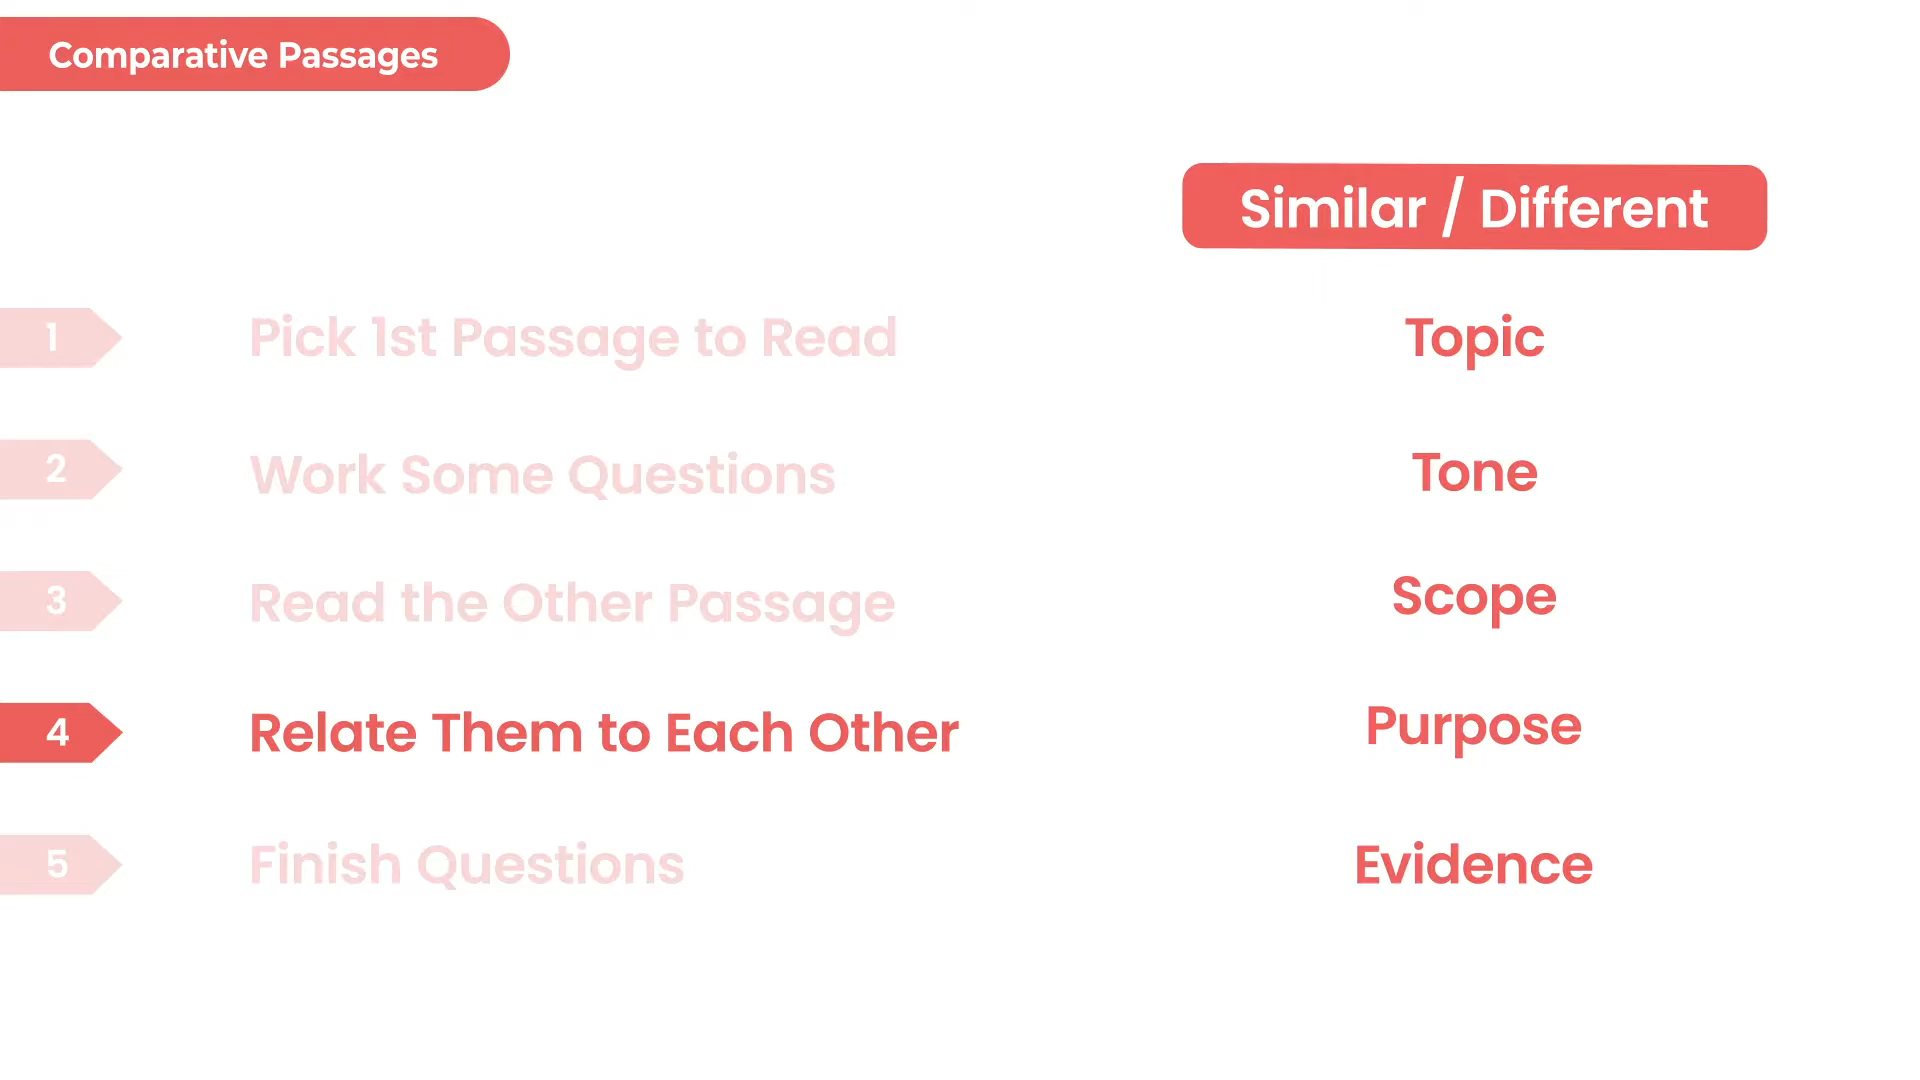 Comparative Passages
Similar / Different
1 Pick 1st Passage to Read
Topic
2 Work Some Questions
Tone
3 Read the Other Passage
Scope
4 Relate Them to Each Other
Purpose
5 Finish Questions
Evidence